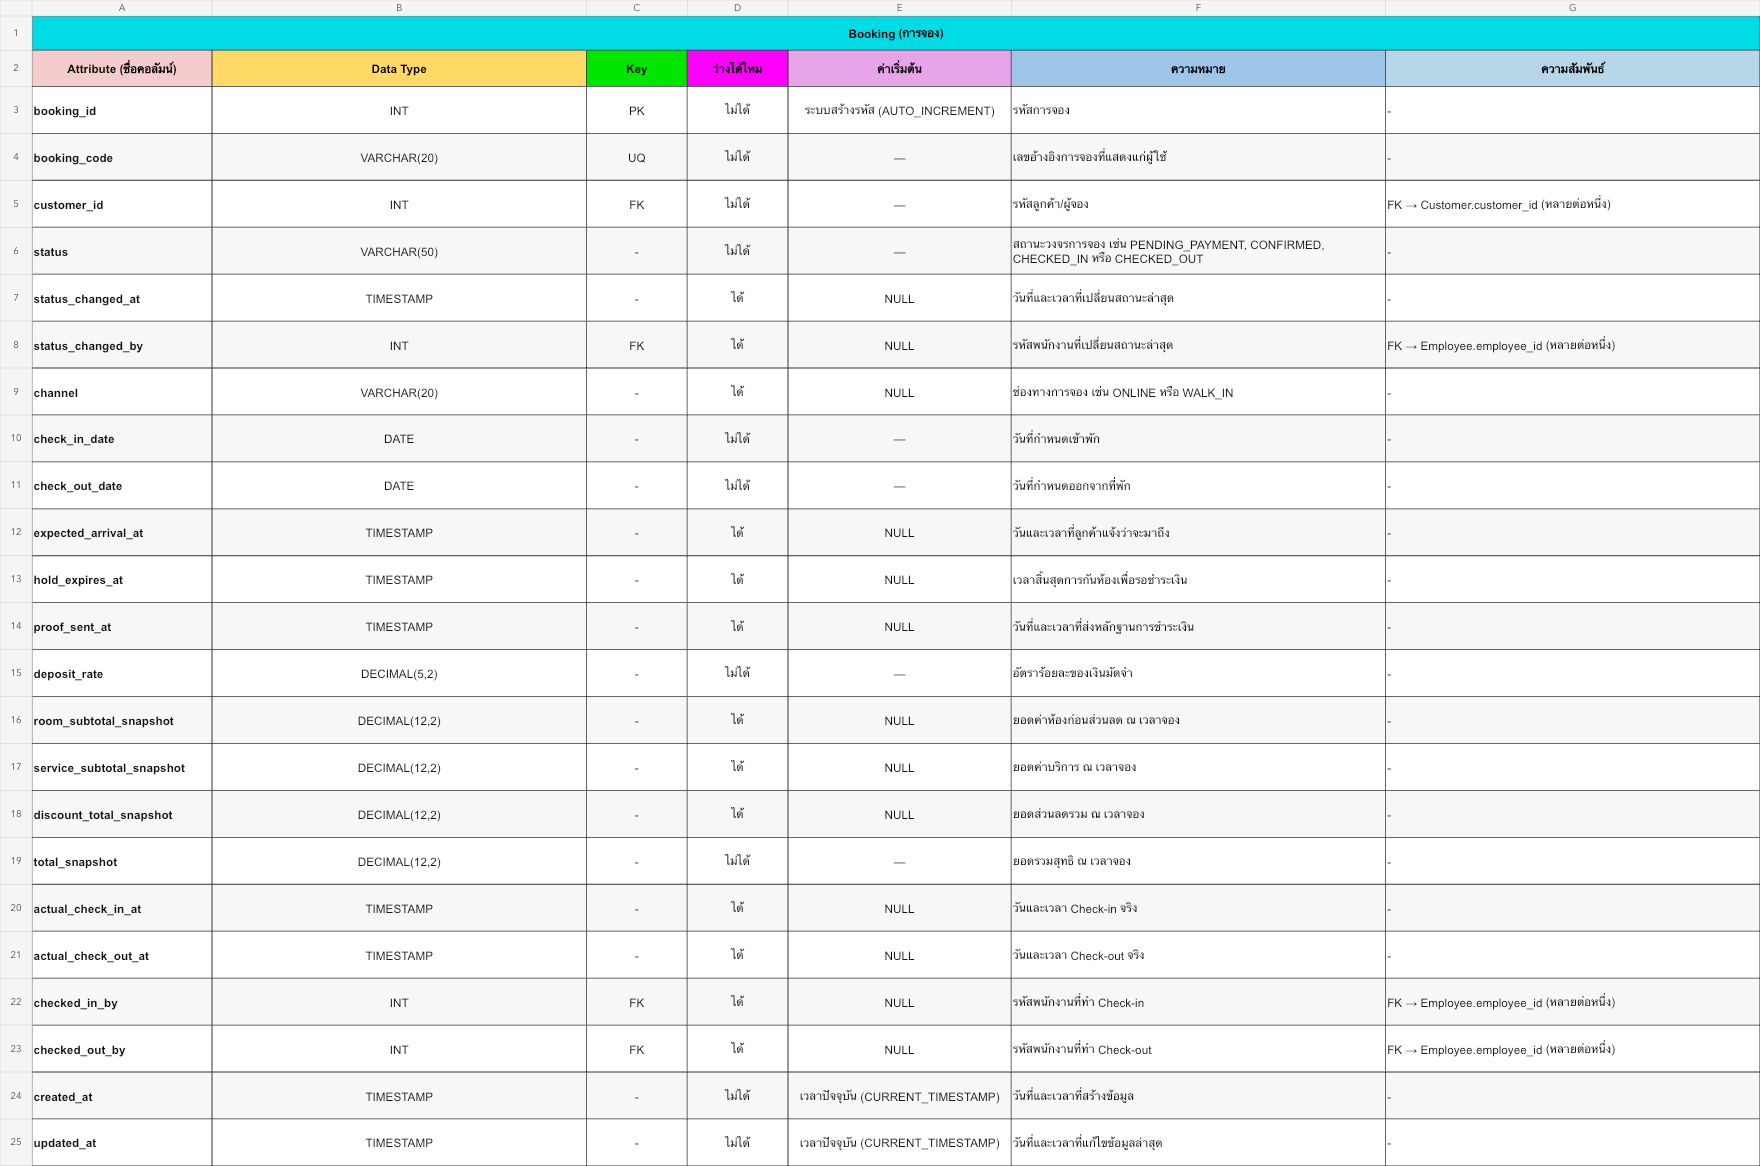 A B C D E F G
1 Booking (การจอง)
2 Attribute (ชื่อคอลัมน์) Data Type Key ว่างได้ไหม ค่าเริ่มต้น ความหมาย ความสัมพันธ์
3 booking_id INT PK ไม่ได้ ระบบสร้างรหัส (AUTO_INCREMENT) รหัสการจอง -
4 booking_code VARCHAR(20) UQ ไม่ได้ — เลขอ้างอิงการจองที่แสดงแก่ผู้ใช้ -
5 customer_id INT FK ไม่ได้ — รหัสลูกค้า/ผู้จอง FK → Customer.customer_id (หลายต่อหนึ่ง)
6 status VARCHAR(50) - ไม่ได้ — สถานะวงจรการจอง เช่น PENDING_PAYMENT, CONFIRMED,
CHECKED_IN หรือ CHECKED_OUT -
7 status_changed_at TIMESTAMP - ได้ NULL วันที่และเวลาที่เปลี่ยนสถานะล่าสุด -
8 status_changed_by INT FK ได้ NULL รหัสพนักงานที่เปลี่ยนสถานะล่าสุด FK → Employee.employee_id (หลายต่อหนึ่ง)
9 channel VARCHAR(20) - ได้ NULL ช่องทางการจอง เช่น ONLINE หรือ WALK_IN -
10 check_in_date DATE - ไม่ได้ — วันที่กำหนดเข้าพัก -
11 check_out_date DATE - ไม่ได้ — วันที่กำหนดออกจากที่พัก -
12 expected_arrival_at TIMESTAMP - ได้ NULL วันและเวลาที่ลูกค้าแจ้งว่าจะมาถึง -
13 hold_expires_at TIMESTAMP - ได้ NULL เวลาสิ้นสุดการกันห้องเพื่อรอชำระเงิน -
14 proof_sent_at TIMESTAMP - ได้ NULL วันที่และเวลาที่ส่งหลักฐานการชำระเงิน -
15 deposit_rate DECIMAL(5,2) - ไม่ได้ — อัตราร้อยละของเงินมัดจำ -
16 room_subtotal_snapshot DECIMAL(12,2) - ได้ NULL ยอดค่าห้องก่อนส่วนลด ณ เวลาจอง -
17 service_subtotal_snapshot DECIMAL(12,2) - ได้ NULL ยอดค่าบริการ ณ เวลาจอง -
18 discount_total_snapshot DECIMAL(12,2) - ได้ NULL ยอดส่วนลดรวม ณ เวลาจอง -
19 total_snapshot DECIMAL(12,2) - ไม่ได้ — ยอดรวมสุทธิ ณ เวลาจอง -
20 actual_check_in_at TIMESTAMP - ได้ NULL วันและเวลา Check-in จริง -
21 actual_check_out_at TIMESTAMP - ได้ NULL วันและเวลา Check-out จริง -
22 checked_in_by INT FK ได้ NULL รหัสพนักงานที่ทำ Check-in FK → Employee.employee_id (หลายต่อหนึ่ง)
23 checked_out_by INT FK ได้ NULL รหัสพนักงานที่ทำ Check-out FK → Employee.employee_id (หลายต่อหนึ่ง)
24 created_at TIMESTAMP - ไม่ได้ เวลาปัจจุบัน (CURRENT_TIMESTAMP) วันที่และเวลาที่สร้างข้อมูล -
25 updated_at TIMESTAMP - ไม่ได้ เวลาปัจจุบัน (CURRENT_TIMESTAMP) วันที่และเวลาที่แก้ไขข้อมูลล่าสุด -